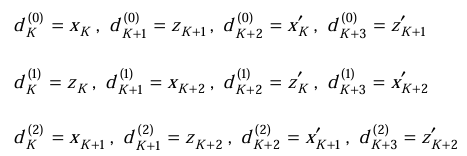 $d_K^{(0)} = x_K\,,\ d_{K+1}^{(0)} = z_{K+1}\,,\ d_{K+2}^{(0)} = x'_K\,,\ d_{K+3}^{(0)} = z'_{K+1}$
$d_K^{(1)} = z_K\,,\ d_{K+1}^{(1)} = x_{K+2}\,,\ d_{K+2}^{(1)} = z'_K\,,\ d_{K+3}^{(1)} = x'_{K+2}$
$d_K^{(2)} = x_{K+1}\,,\ d_{K+1}^{(2)} = z_{K+2}\,,\ d_{K+2}^{(2)} = x'_{K+1}\,,\ d_{K+3}^{(2)} = z'_{K+2}$